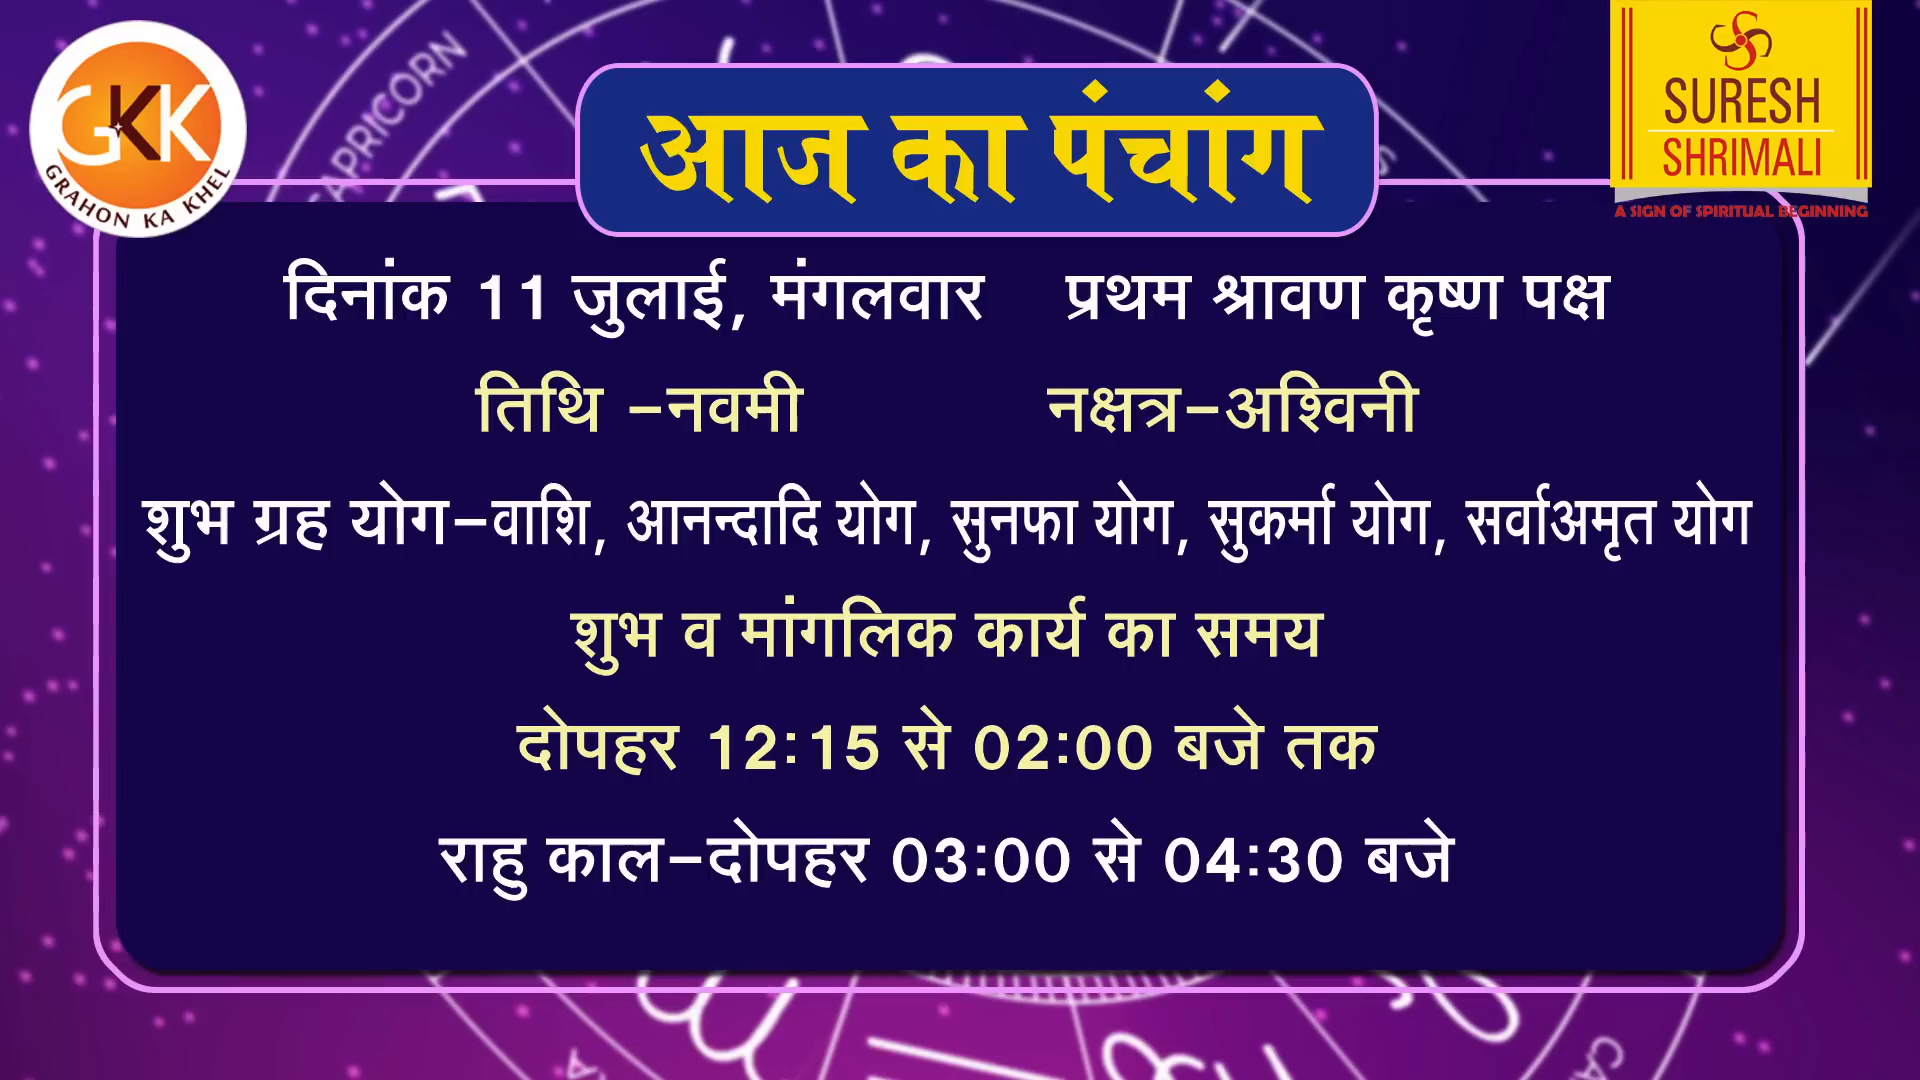 GKK
GRAHON KA KHEL
CAPRICORN
आज का पंचांग
SURESH
SHRIMALI
A SIGN OF SPIRITUAL BEGINNING
दिनांक 11 जुलाई, मंगलवार प्रथम श्रावण कृष्ण पक्ष
तिथि -नवमी नक्षत्र-अश्विनी
शुभ ग्रह योग-वाशि, आनन्दादि योग, सुनफा योग, सुकर्मा योग, सर्वाअमृत योग
शुभ व मांगलिक कार्य का समय
दोपहर 12:15 से 02:00 बजे तक
राहु काल-दोपहर 03:00 से 04:30 बजे